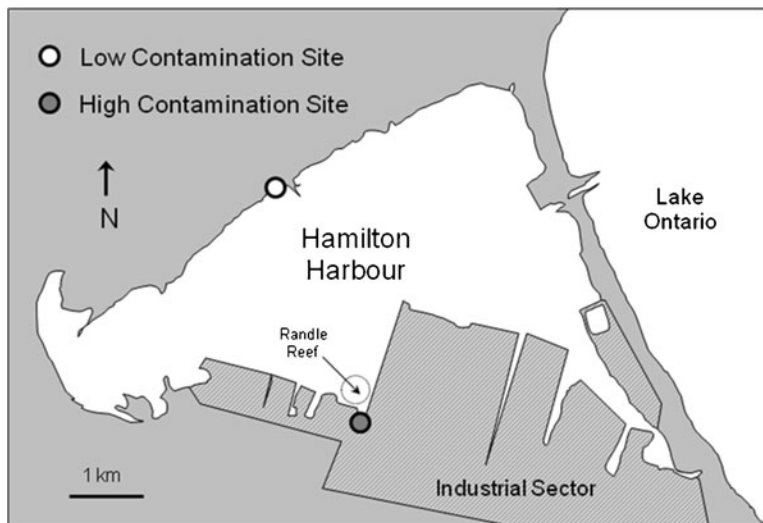 Low Contamination Site
High Contamination Site
N
Lake
Ontario
Hamilton
Harbour
Randle
Reef
1 km
Industrial Sector